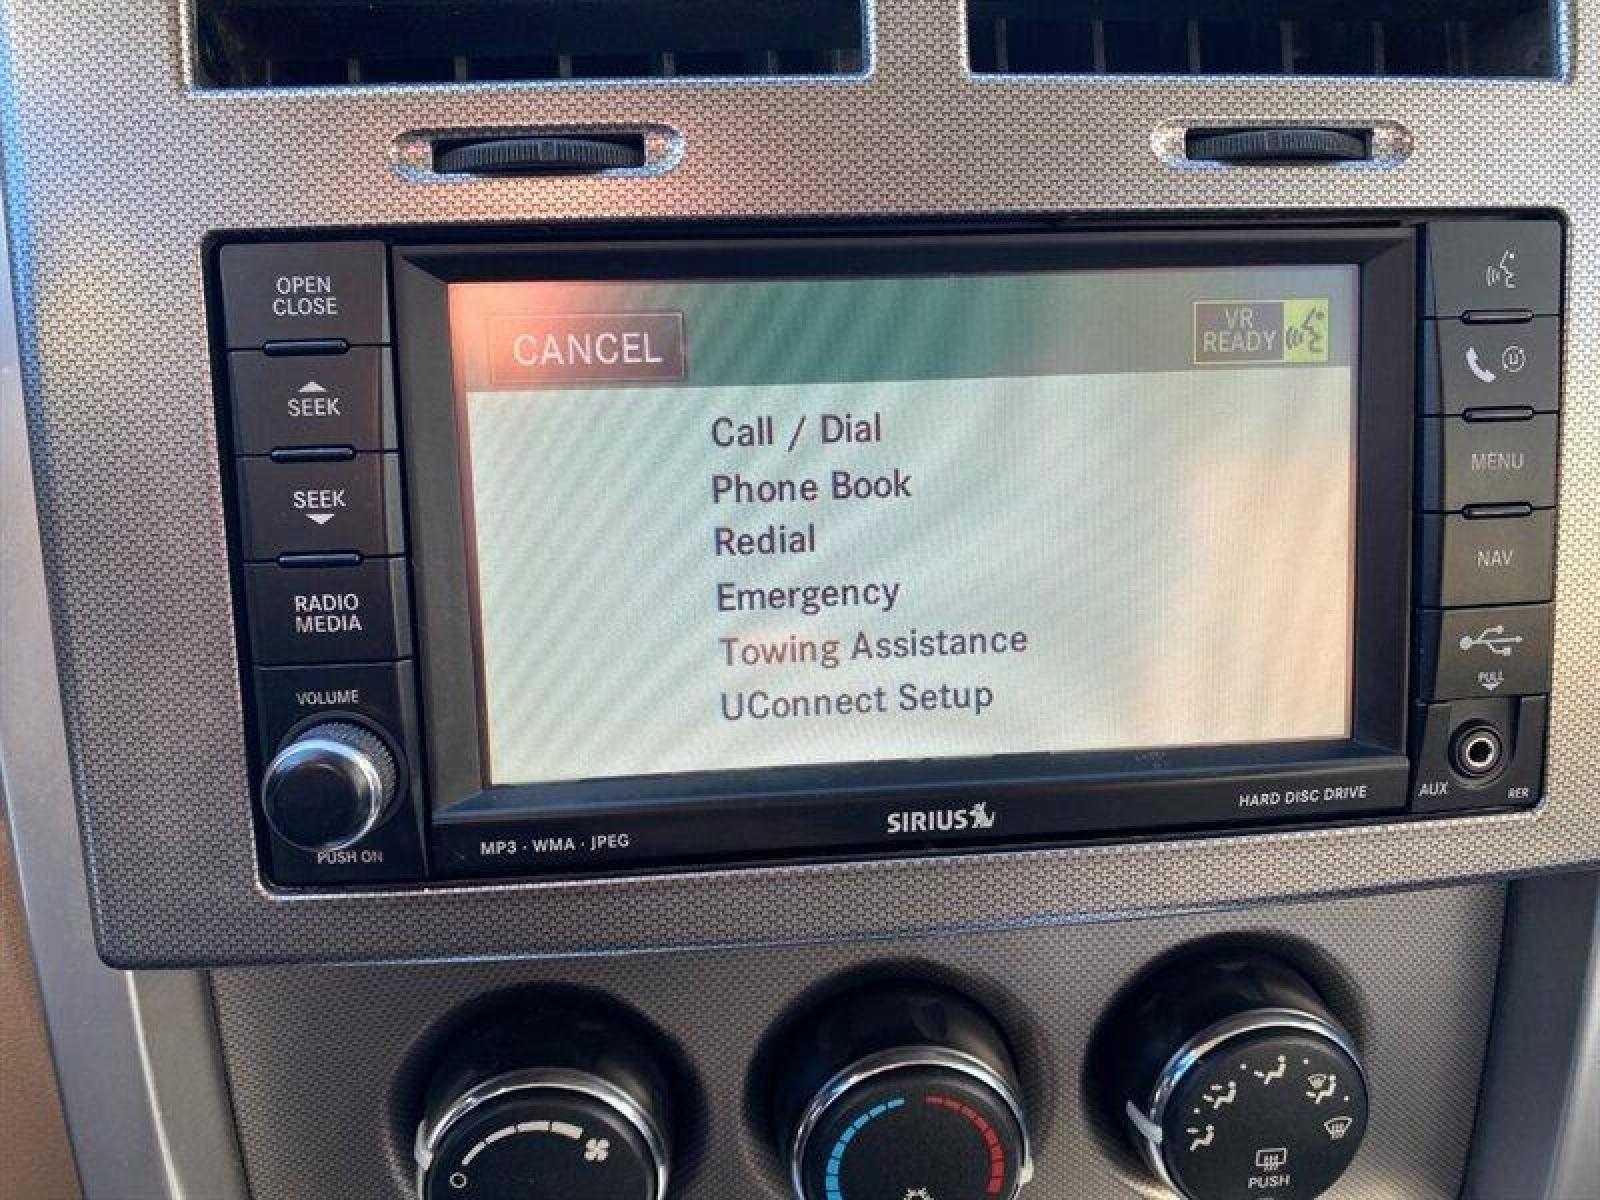 OPEN
CLOSE
SEEK
SEEK
RADIO
MEDIA
VOLUME
PUSH ON
CANCEL
VR
READY
Call / Dial
Phone Book
Redial
Emergency
Towing Assistance
UConnect Setup
MP3 · WMA · JPEG
SIRIUS
HARD DISC DRIVE
MENU
NAV
PULL
AUX
RER
PUSH